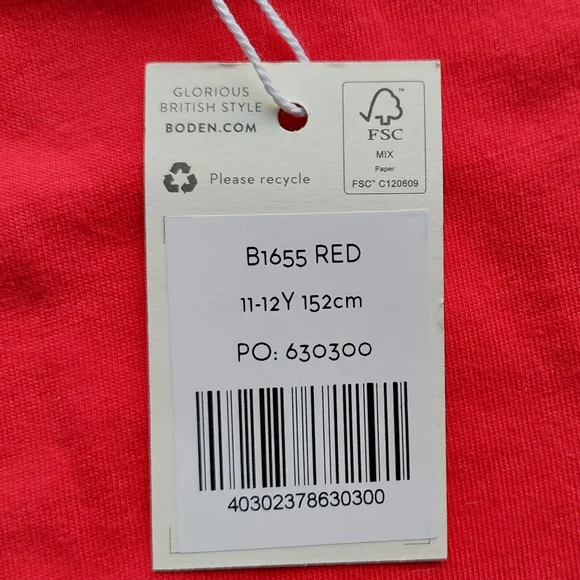 GLORIOUS
BRITISH STYLE
BODEN.COM
Please recycle
FSC
MIX
Paper
FSC™ C120609
B1655 RED
11-12Y 152cm
PO: 630300
40302378630300